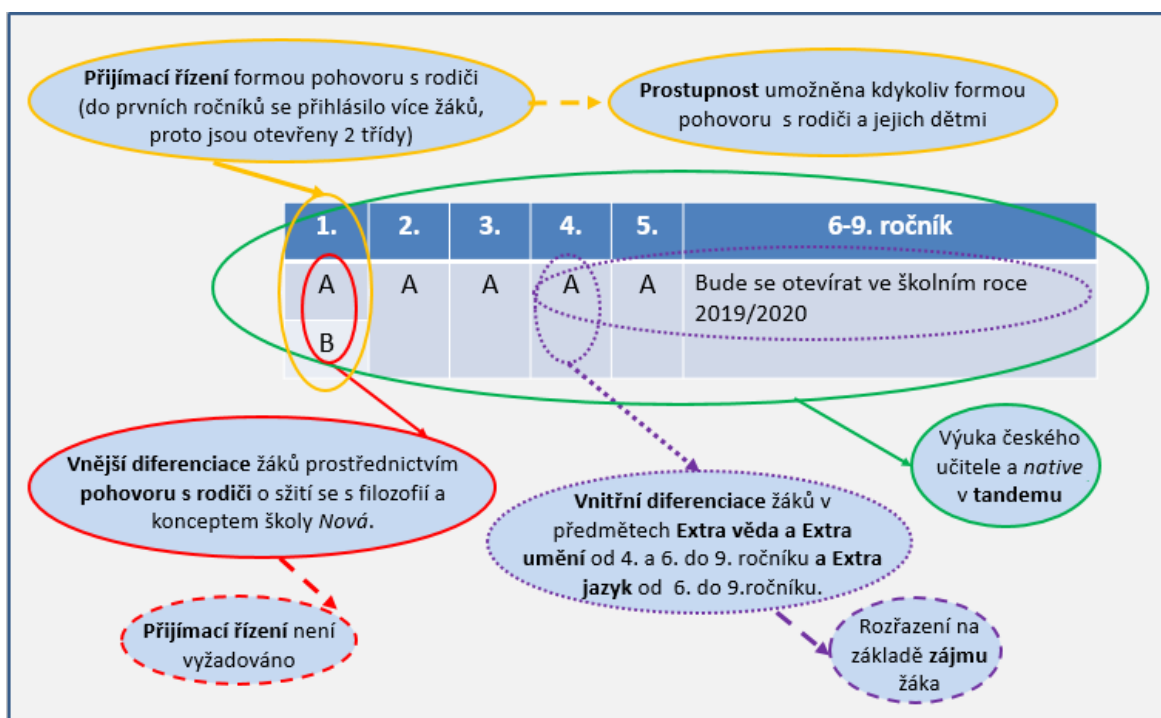 Přijímací řízení formou pohovoru s rodiči
(do prvních ročníků se přihlásilo více žáků,
proto jsou otevřeny 2 třídy)
Prostupnost umožněna kdykoliv formou
pohovoru s rodiči a jejich dětmi
1. 2. 3. 4. 5. 6-9. ročník
A A A A A Bude se otevírat ve školním roce
2019/2020
B
Vnější diferenciace žáků prostřednictvím
pohovoru s rodiči o sžití se s filozofií a
konceptem školy Nová.
Vnitřní diferenciace žáků v
předmětech Extra věda a Extra
umění od 4. a 6. do 9. ročníku a Extra
jazyk od 6. do 9.ročníku.
Výuka českého
učitele a native
v tandemu
Přijímací řízení není
vyžadováno
Rozřazení na
základě zájmu
žáka